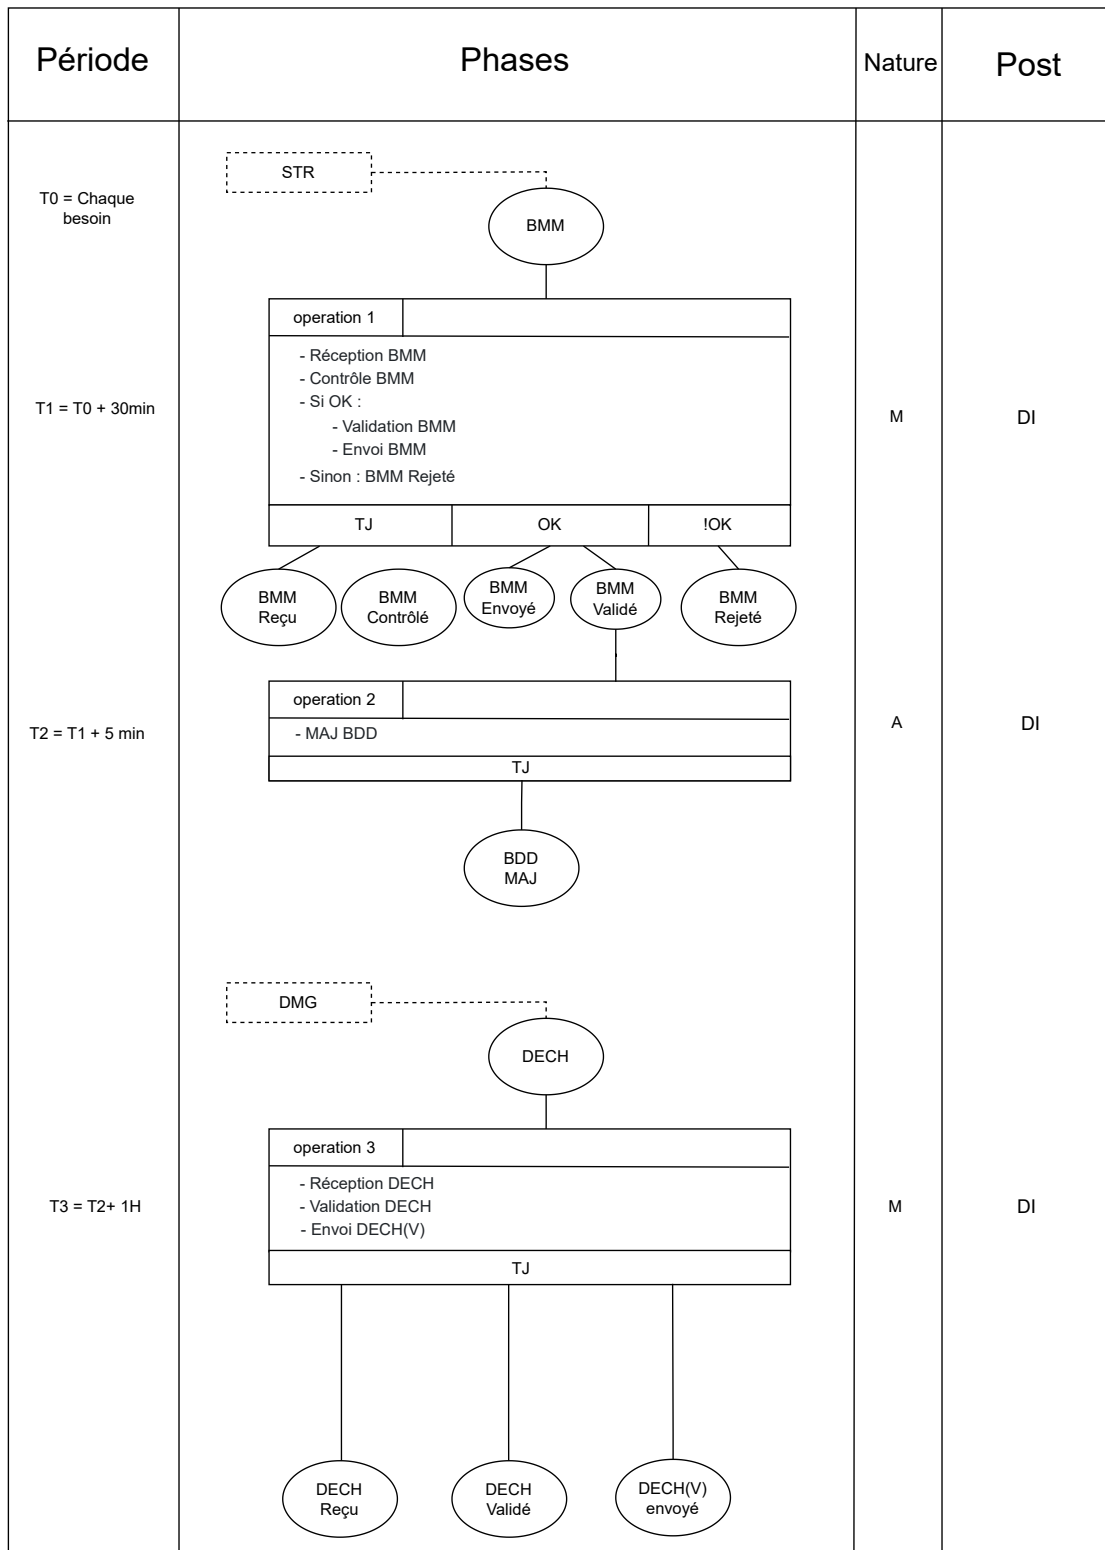 Période
Phases
Nature
Post
STR
T0 = Chaque
besoin
BMM
operation 1
- Réception BMM
- Contrôle BMM
- Si OK :
- Validation BMM
- Envoi BMM
- Sinon : BMM Rejeté
T1 = T0 + 30min
M
DI
TJ
OK
!OK
BMM
Reçu
BMM
Contrôlé
BMM
Envoyé
BMM
Validé
BMM
Rejeté
operation 2
- MAJ BDD
T2 = T1 + 5 min
A
DI
TJ
BDD
MAJ
DMG
DECH
operation 3
- Réception DECH
- Validation DECH
- Envoi DECH(V)
T3 = T2+ 1H
M
DI
TJ
DECH
Reçu
DECH
Validé
DECH(V)
envoyé